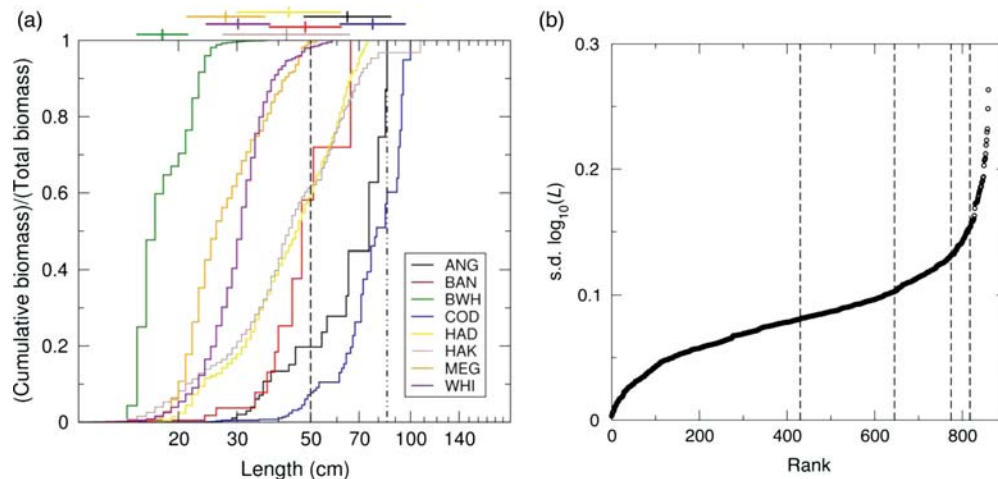 (a)
(Cumulative biomass)/(Total biomass)
1
0.8
0.6
0.4
0.2
0
20 30 50 70 100 140
Length (cm)
ANG
BAN
BWH
COD
HAD
HAK
MEG
WHI
(b)
s.d. log10(L)
0.3
0.2
0.1
0
0 200 400 600 800
Rank